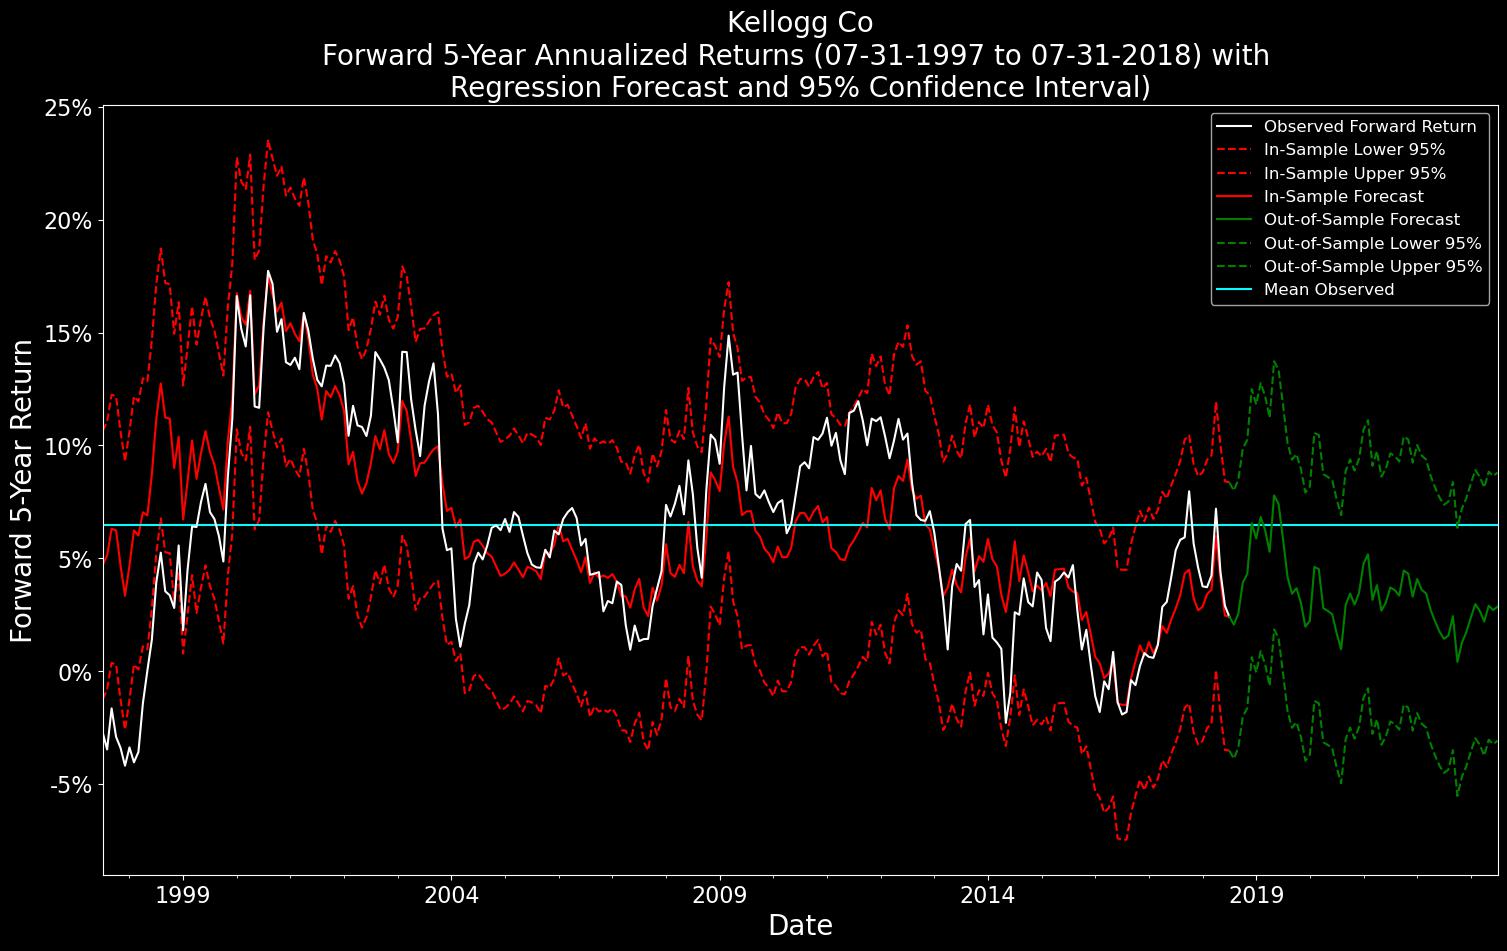 Kellogg Co
Forward 5-Year Annualized Returns (07-31-1997 to 07-31-2018) with
Regression Forecast and 95% Confidence Interval)
25%
20%
15%
10%
5%
0%
-5%
Forward 5-Year Return
Observed Forward Return
In-Sample Lower 95%
In-Sample Upper 95%
In-Sample Forecast
Out-of-Sample Forecast
Out-of-Sample Lower 95%
Out-of-Sample Upper 95%
Mean Observed
1999
2004
2009
2014
2019
Date